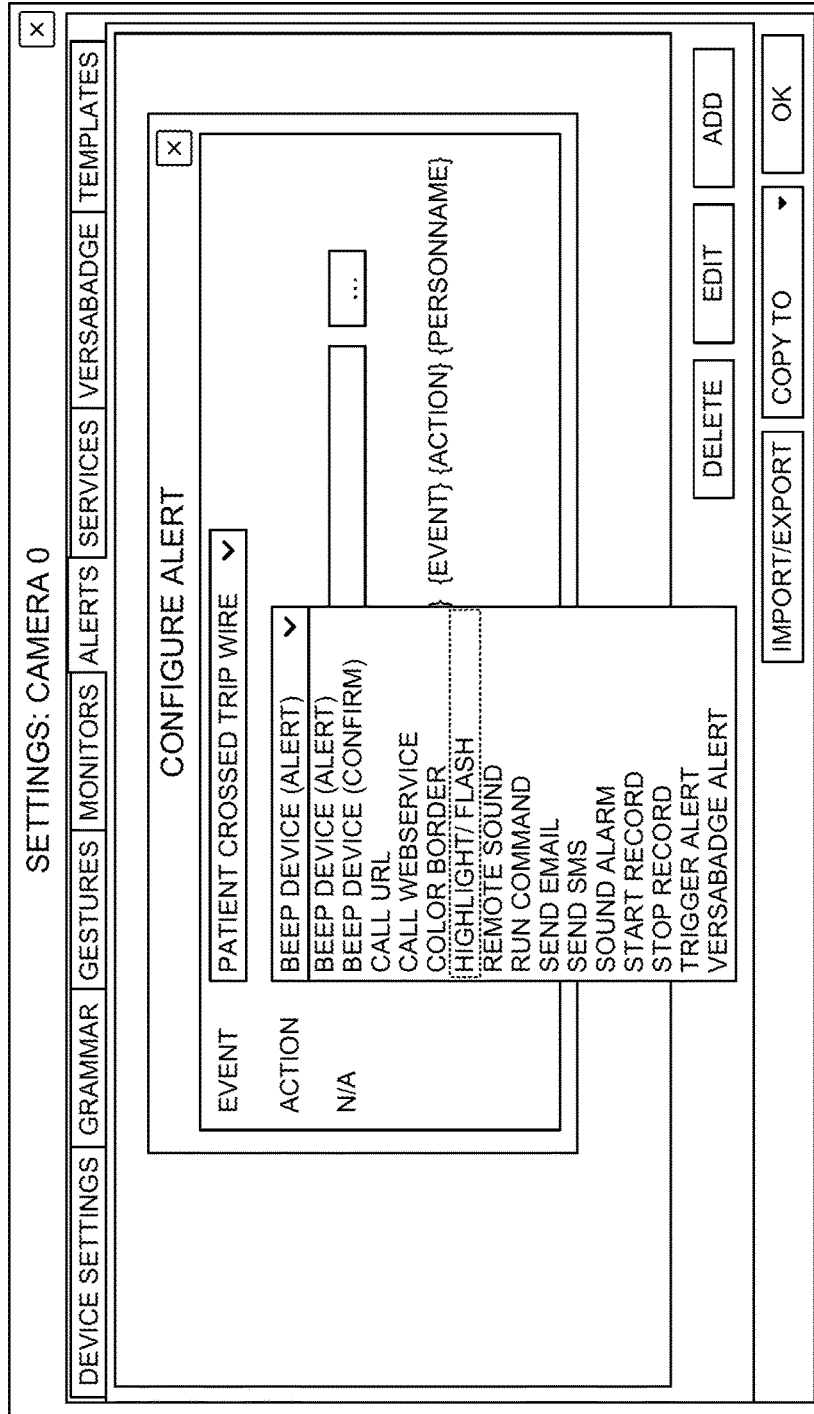 SETTINGS: CAMERA 0
X
DEVICE SETTINGS GRAMMAR GESTURES MONITORS ALERTS SERVICES VERSABADGE TEMPLATES
CONFIGURE ALERT
X
EVENT PATIENT CROSSED TRIP WIRE
ACTION BEEP DEVICE (ALERT)
N/A ...
BEEP DEVICE (ALERT)
BEEP DEVICE (CONFIRM)
CALL URL
CALL WEBSERVICE
COLOR BORDER
} {EVENT} {ACTION} {PERSONNAME}
HIGHLIGHT/ FLASH
REMOTE SOUND
RUN COMMAND
SEND EMAIL
SEND SMS
SOUND ALARM
START RECORD
STOP RECORD
TRIGGER ALERT
VERSABADGE ALERT
DELETE EDIT ADD
IMPORT/EXPORT COPY TO OK